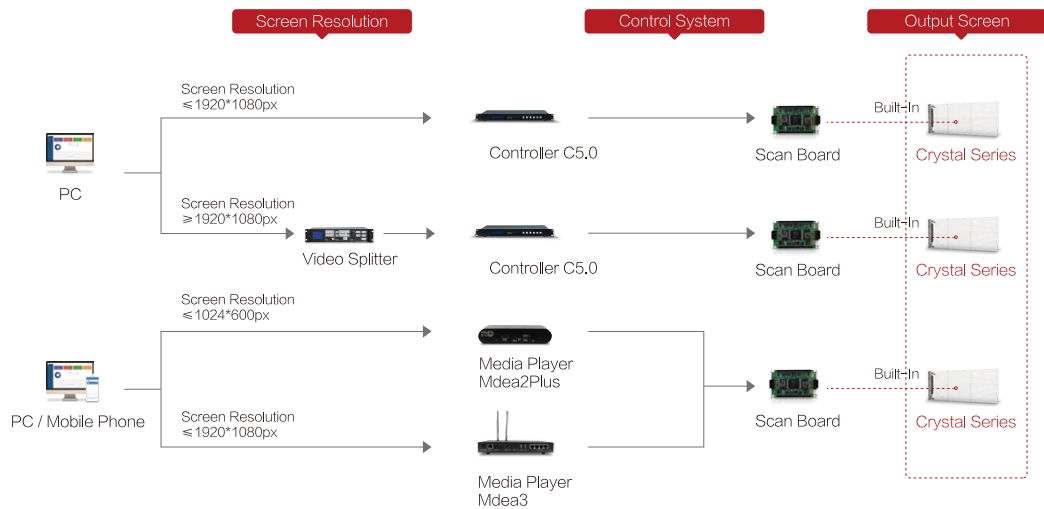 Screen Resolution
Control System
Output Screen
Screen Resolution
≤1920*1080px
Controller C5.0
Scan Board
Built-In
Crystal Series
PC
Screen Resolution
≥1920*1080px
Video Splitter
Controller C5.0
Scan Board
Built-In
Crystal Series
Screen Resolution
≤1024*600px
Media Player
Mdea2Plus
PC / Mobile Phone
Screen Resolution
≤1920*1080px
Media Player
Mdea3
Scan Board
Built-In
Crystal Series